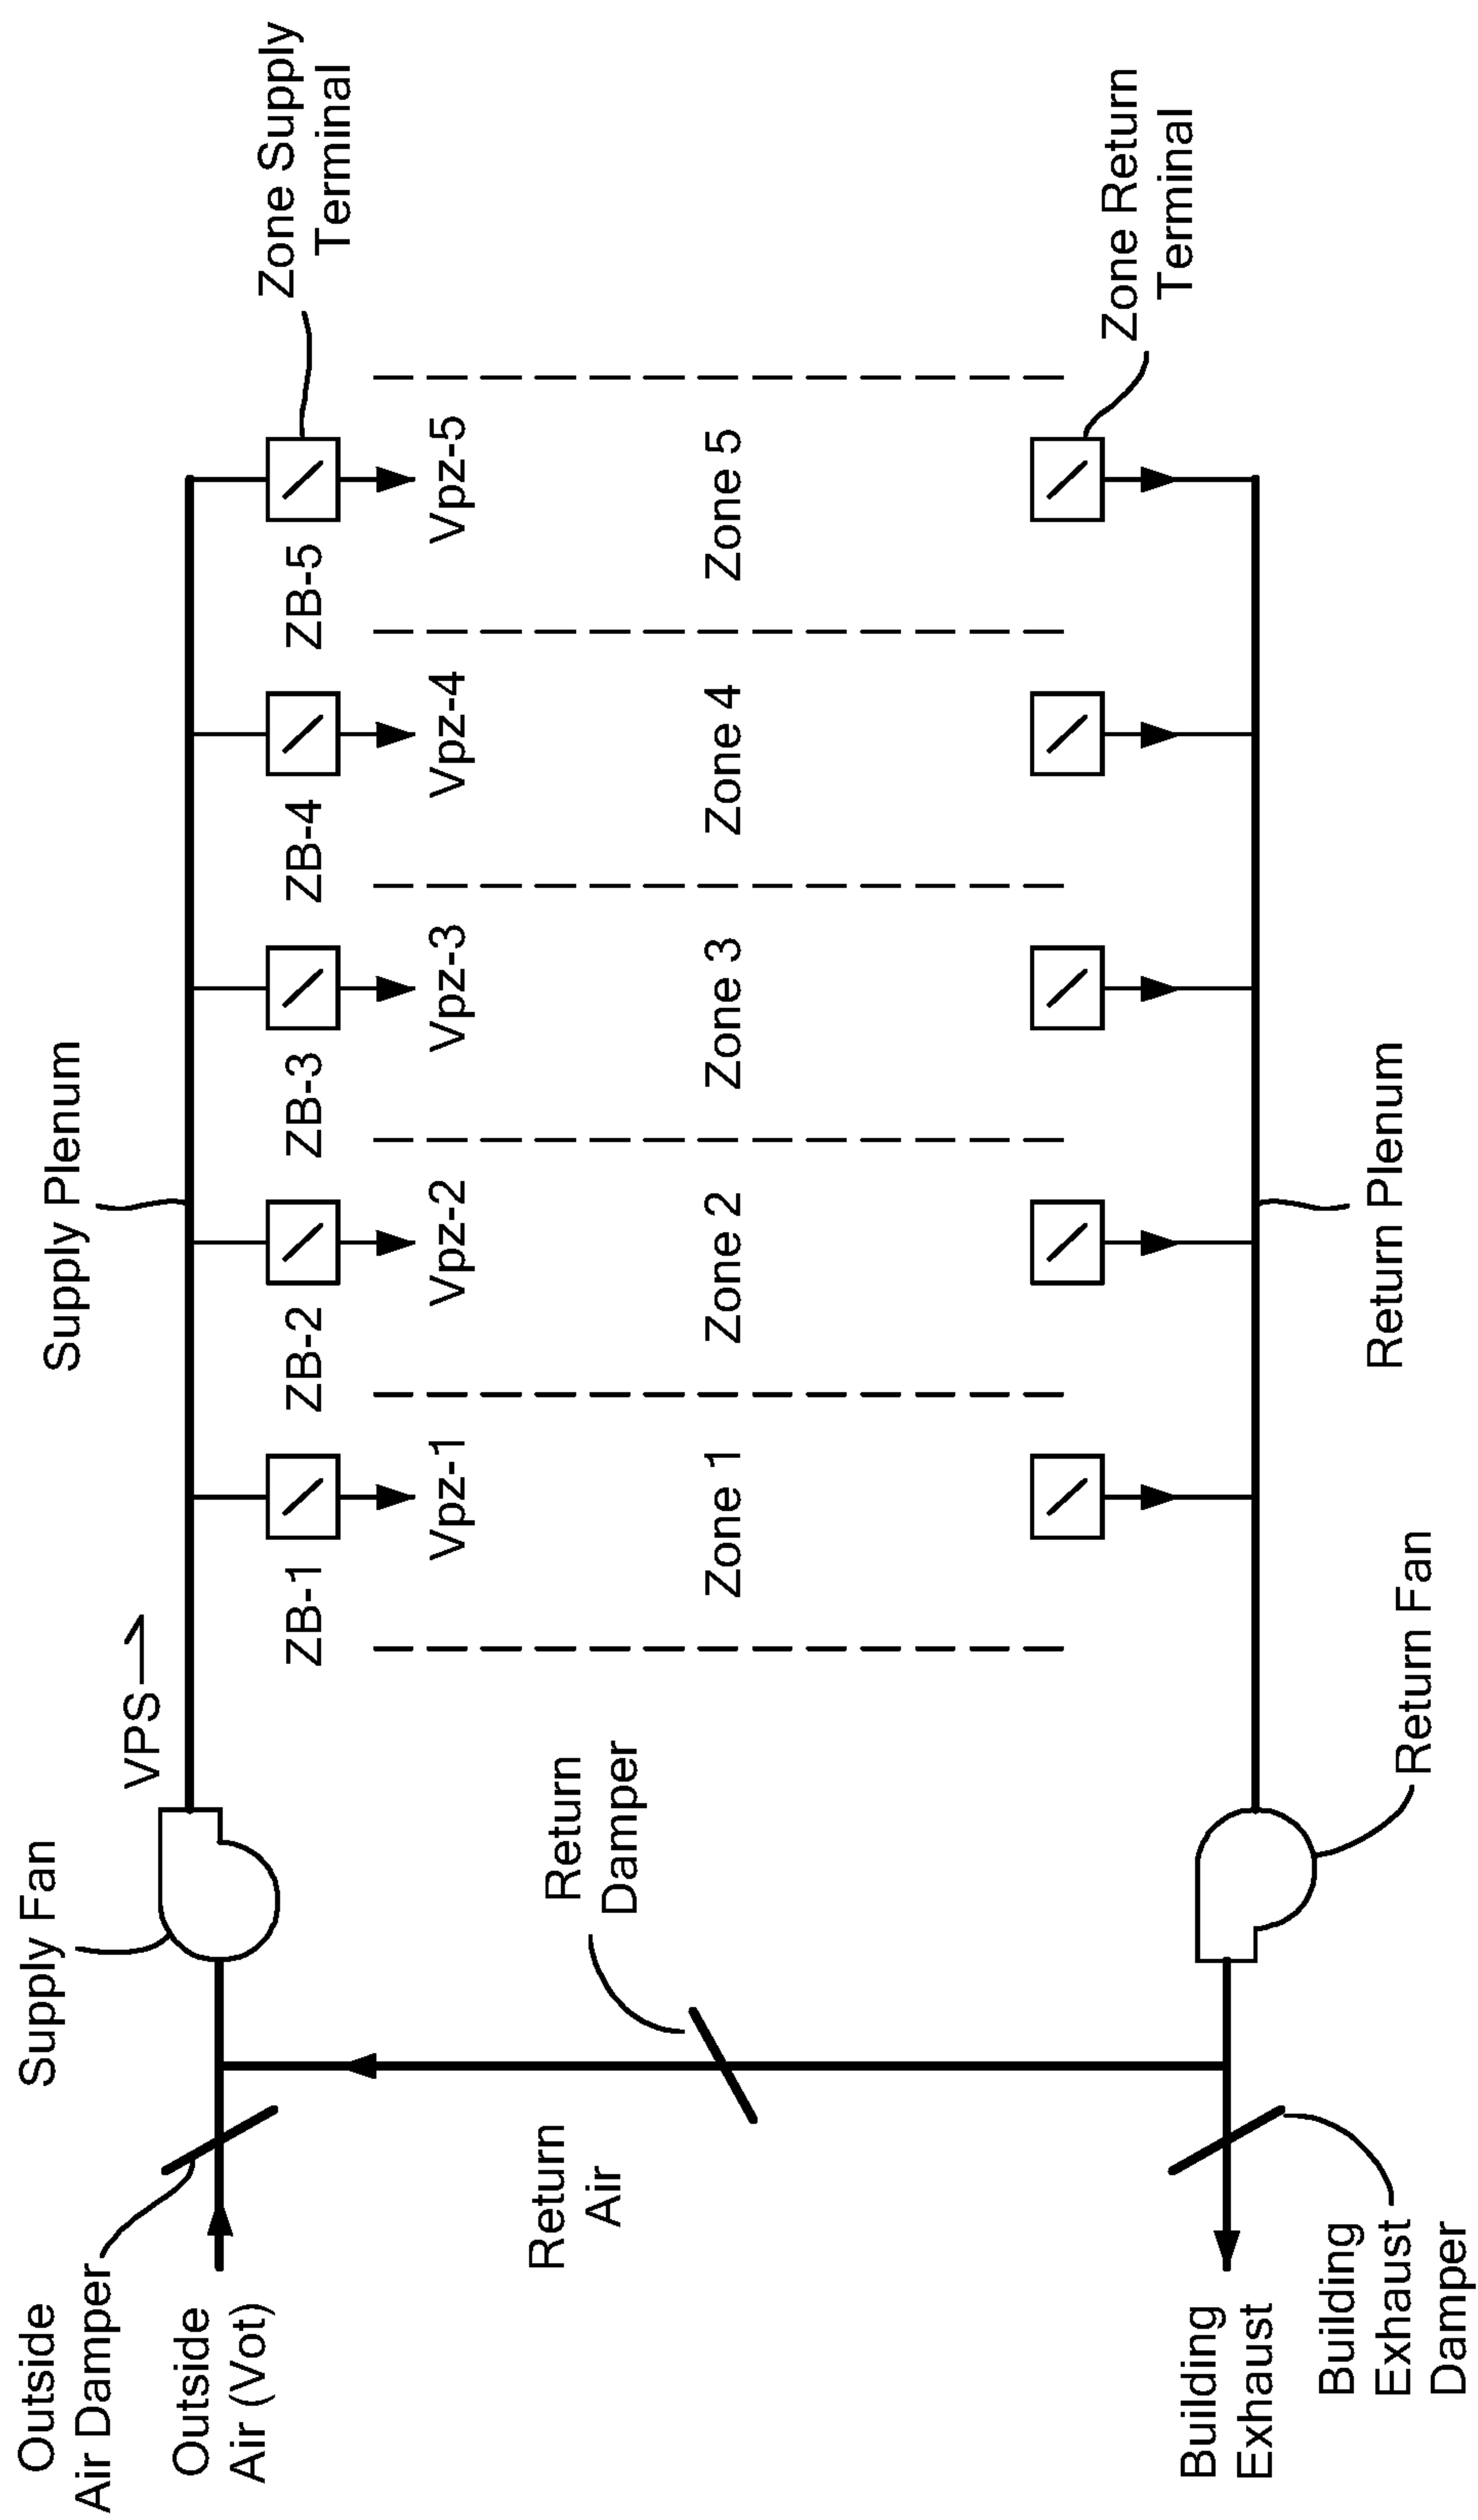 Outside
Air Damper
Supply Fan
VPS
Supply Plenum
Zone Supply
Terminal
Outside
Air (Vot)
ZB-1
ZB-2
ZB-3
ZB-4
ZB-5
Vpz-1
Vpz-2
Vpz-3
Vpz-4
Vpz-5
Return
Damper
Return
Air
Zone 1
Zone 2
Zone 3
Zone 4
Zone 5
Zone Return
Terminal
Building
Exhaust
Building
Exhaust
Damper
Return Fan
Return Plenum